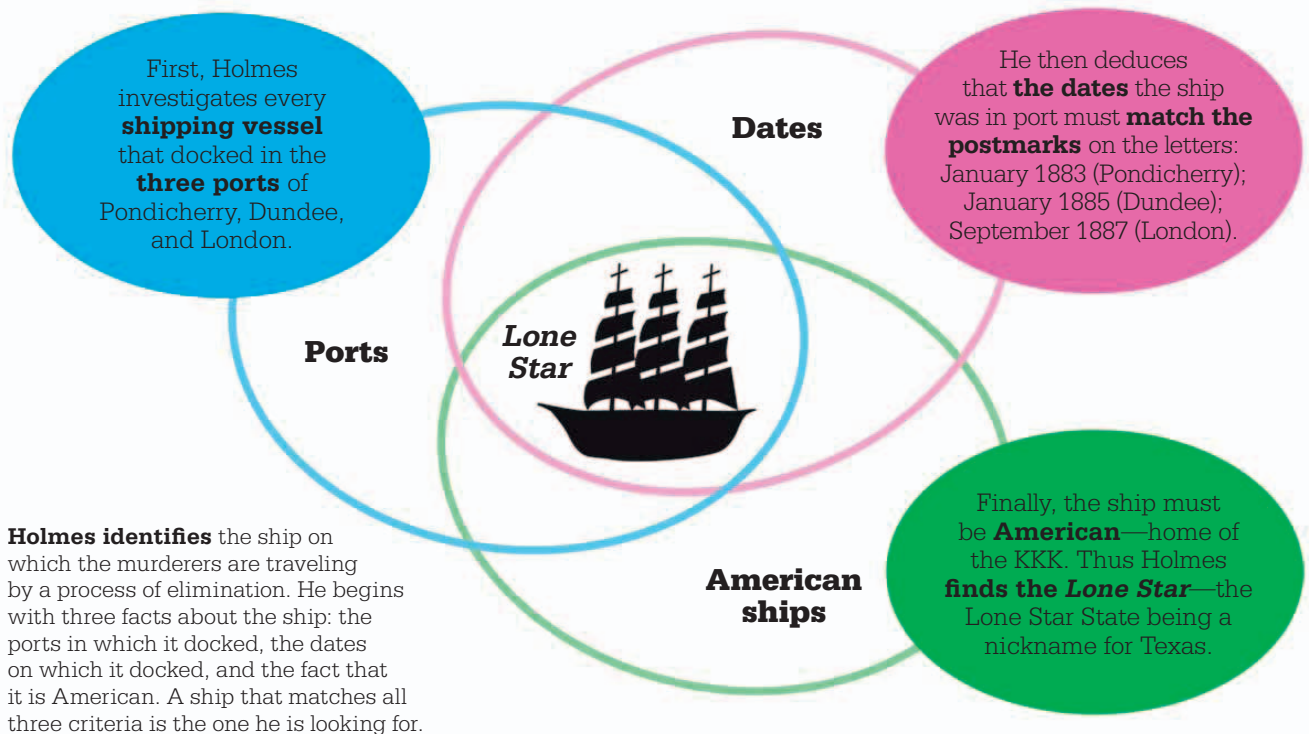 First, Holmes
investigates every
shipping vessel
that docked in the
three ports of
Pondicherry, Dundee,
and London.
Dates
He then deduces
that the dates the ship
was in port must match the
postmarks on the letters:
January 1883 (Pondicherry);
January 1885 (Dundee);
September 1887 (London).
Ports
Lone
Star
American
ships
Finally, the ship must
be American—home of
the KKK. Thus Holmes
finds the Lone Star—the
Lone Star State being a
nickname for Texas.
Holmes identifies the ship on
which the murderers are traveling
by a process of elimination. He begins
with three facts about the ship: the
ports in which it docked, the dates
on which it docked, and the fact that
it is American. A ship that matches all
three criteria is the one he is looking for.